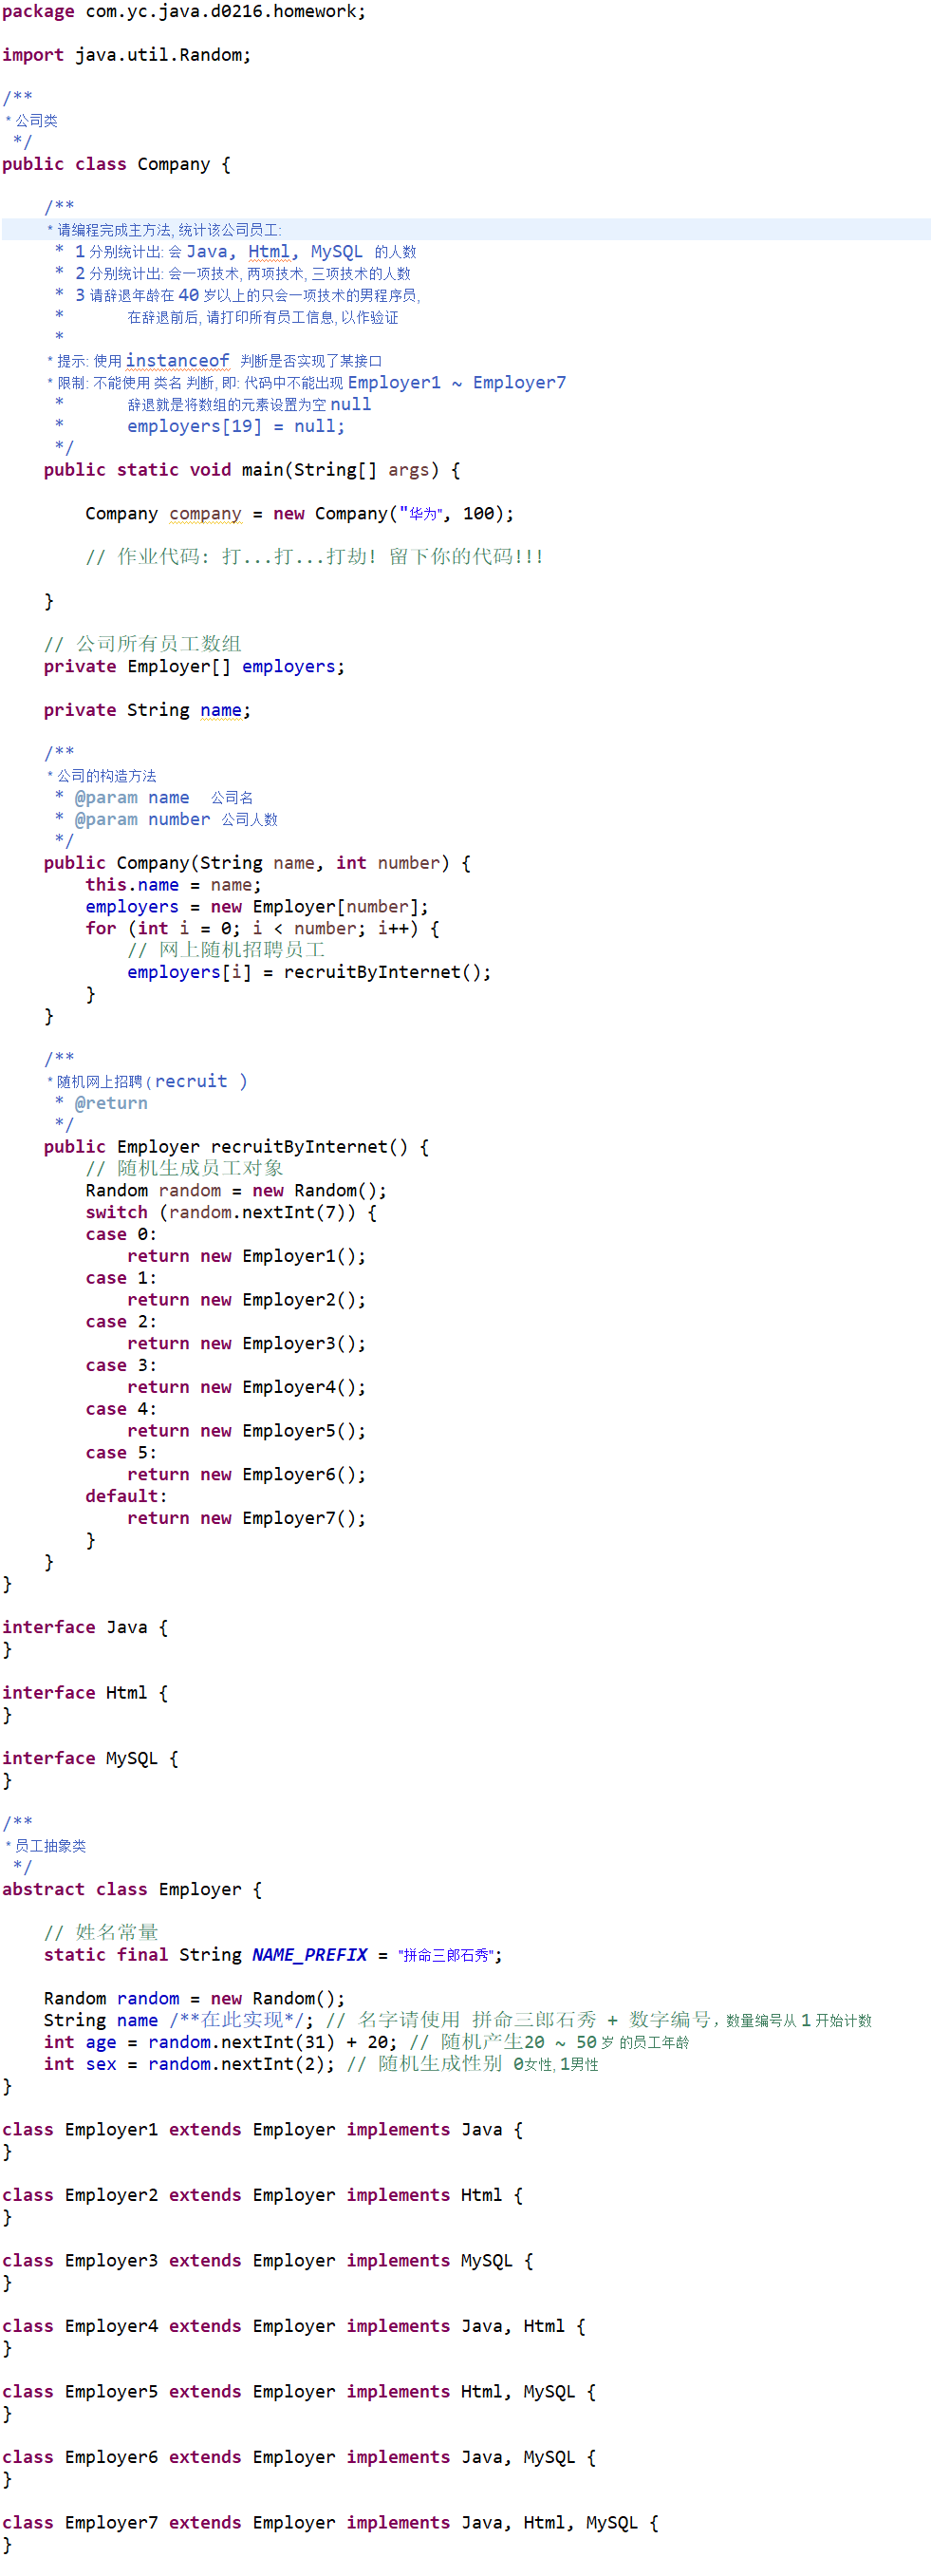 package com.yc.java.d0216.homework;
import java.util.Random;
/**
* 公司类
*/
public class Company {
/**
* 请编程完成主方法, 统计该公司员工:
* 1 分别统计出: 会 Java, Html, MySQL 的人数
* 2 分别统计出: 会一项技术, 两项技术, 三项技术的人数
* 3 请辞退年龄在 40 岁以上的只会一项技术的男程序员,
* 在辞退前后, 请打印所有员工信息, 以作验证
*
* 提示: 使用 instanceof 判断是否实现了某接口
* 限制: 不能使用 类名 判断, 即: 代码中不能出现 Employer1 ~ Employer7
* 辞退就是将数组的元素设置为空 null
* employers[19] = null;
*/
public static void main(String[] args) {
Company company = new Company("华为", 100);
// 作业代码: 打...打...打劫! 留下你的代码!!!
}
// 公司所有员工数组
private Employer[] employers;
private String name;
/**
* 公司的构造方法
* @param name 公司名
* @param number 公司人数
*/
public Company(String name, int number) {
this.name = name;
employers = new Employer[number];
for (int i = 0; i < number; i++) {
// 网上随机招聘员工
employers[i] = recruitByInternet();
}
}
/**
* 随机网上招聘 ( recruit )
* @return
*/
public Employer recruitByInternet() {
// 随机生成员工对象
Random random = new Random();
switch (random.nextInt(7)) {
case 0:
return new Employer1();
case 1:
return new Employer2();
case 2:
return new Employer3();
case 3:
return new Employer4();
case 4:
return new Employer5();
case 5:
return new Employer6();
default:
return new Employer7();
}
}
}
interface Java {
}
interface Html {
}
interface MySQL {
}
/**
* 员工抽象类
*/
abstract class Employer {
// 姓名常量
static final String NAME_PREFIX = "拼命三郎石秀";
Random random = new Random();
String name /**在此实现*/; // 名字请使用 拼命三郎石秀 + 数字编号, 数量编号从 1 开始计数
int age = random.nextInt(31) + 20; // 随机产生20 ~ 50 岁 的员工年龄
int sex = random.nextInt(2); // 随机生成性别 0女性, 1男性
}
class Employer1 extends Employer implements Java {
}
class Employer2 extends Employer implements Html {
}
class Employer3 extends Employer implements MySQL {
}
class Employer4 extends Employer implements Java, Html {
}
class Employer5 extends Employer implements Html, MySQL {
}
class Employer6 extends Employer implements Java, MySQL {
}
class Employer7 extends Employer implements Java, Html, MySQL {
}